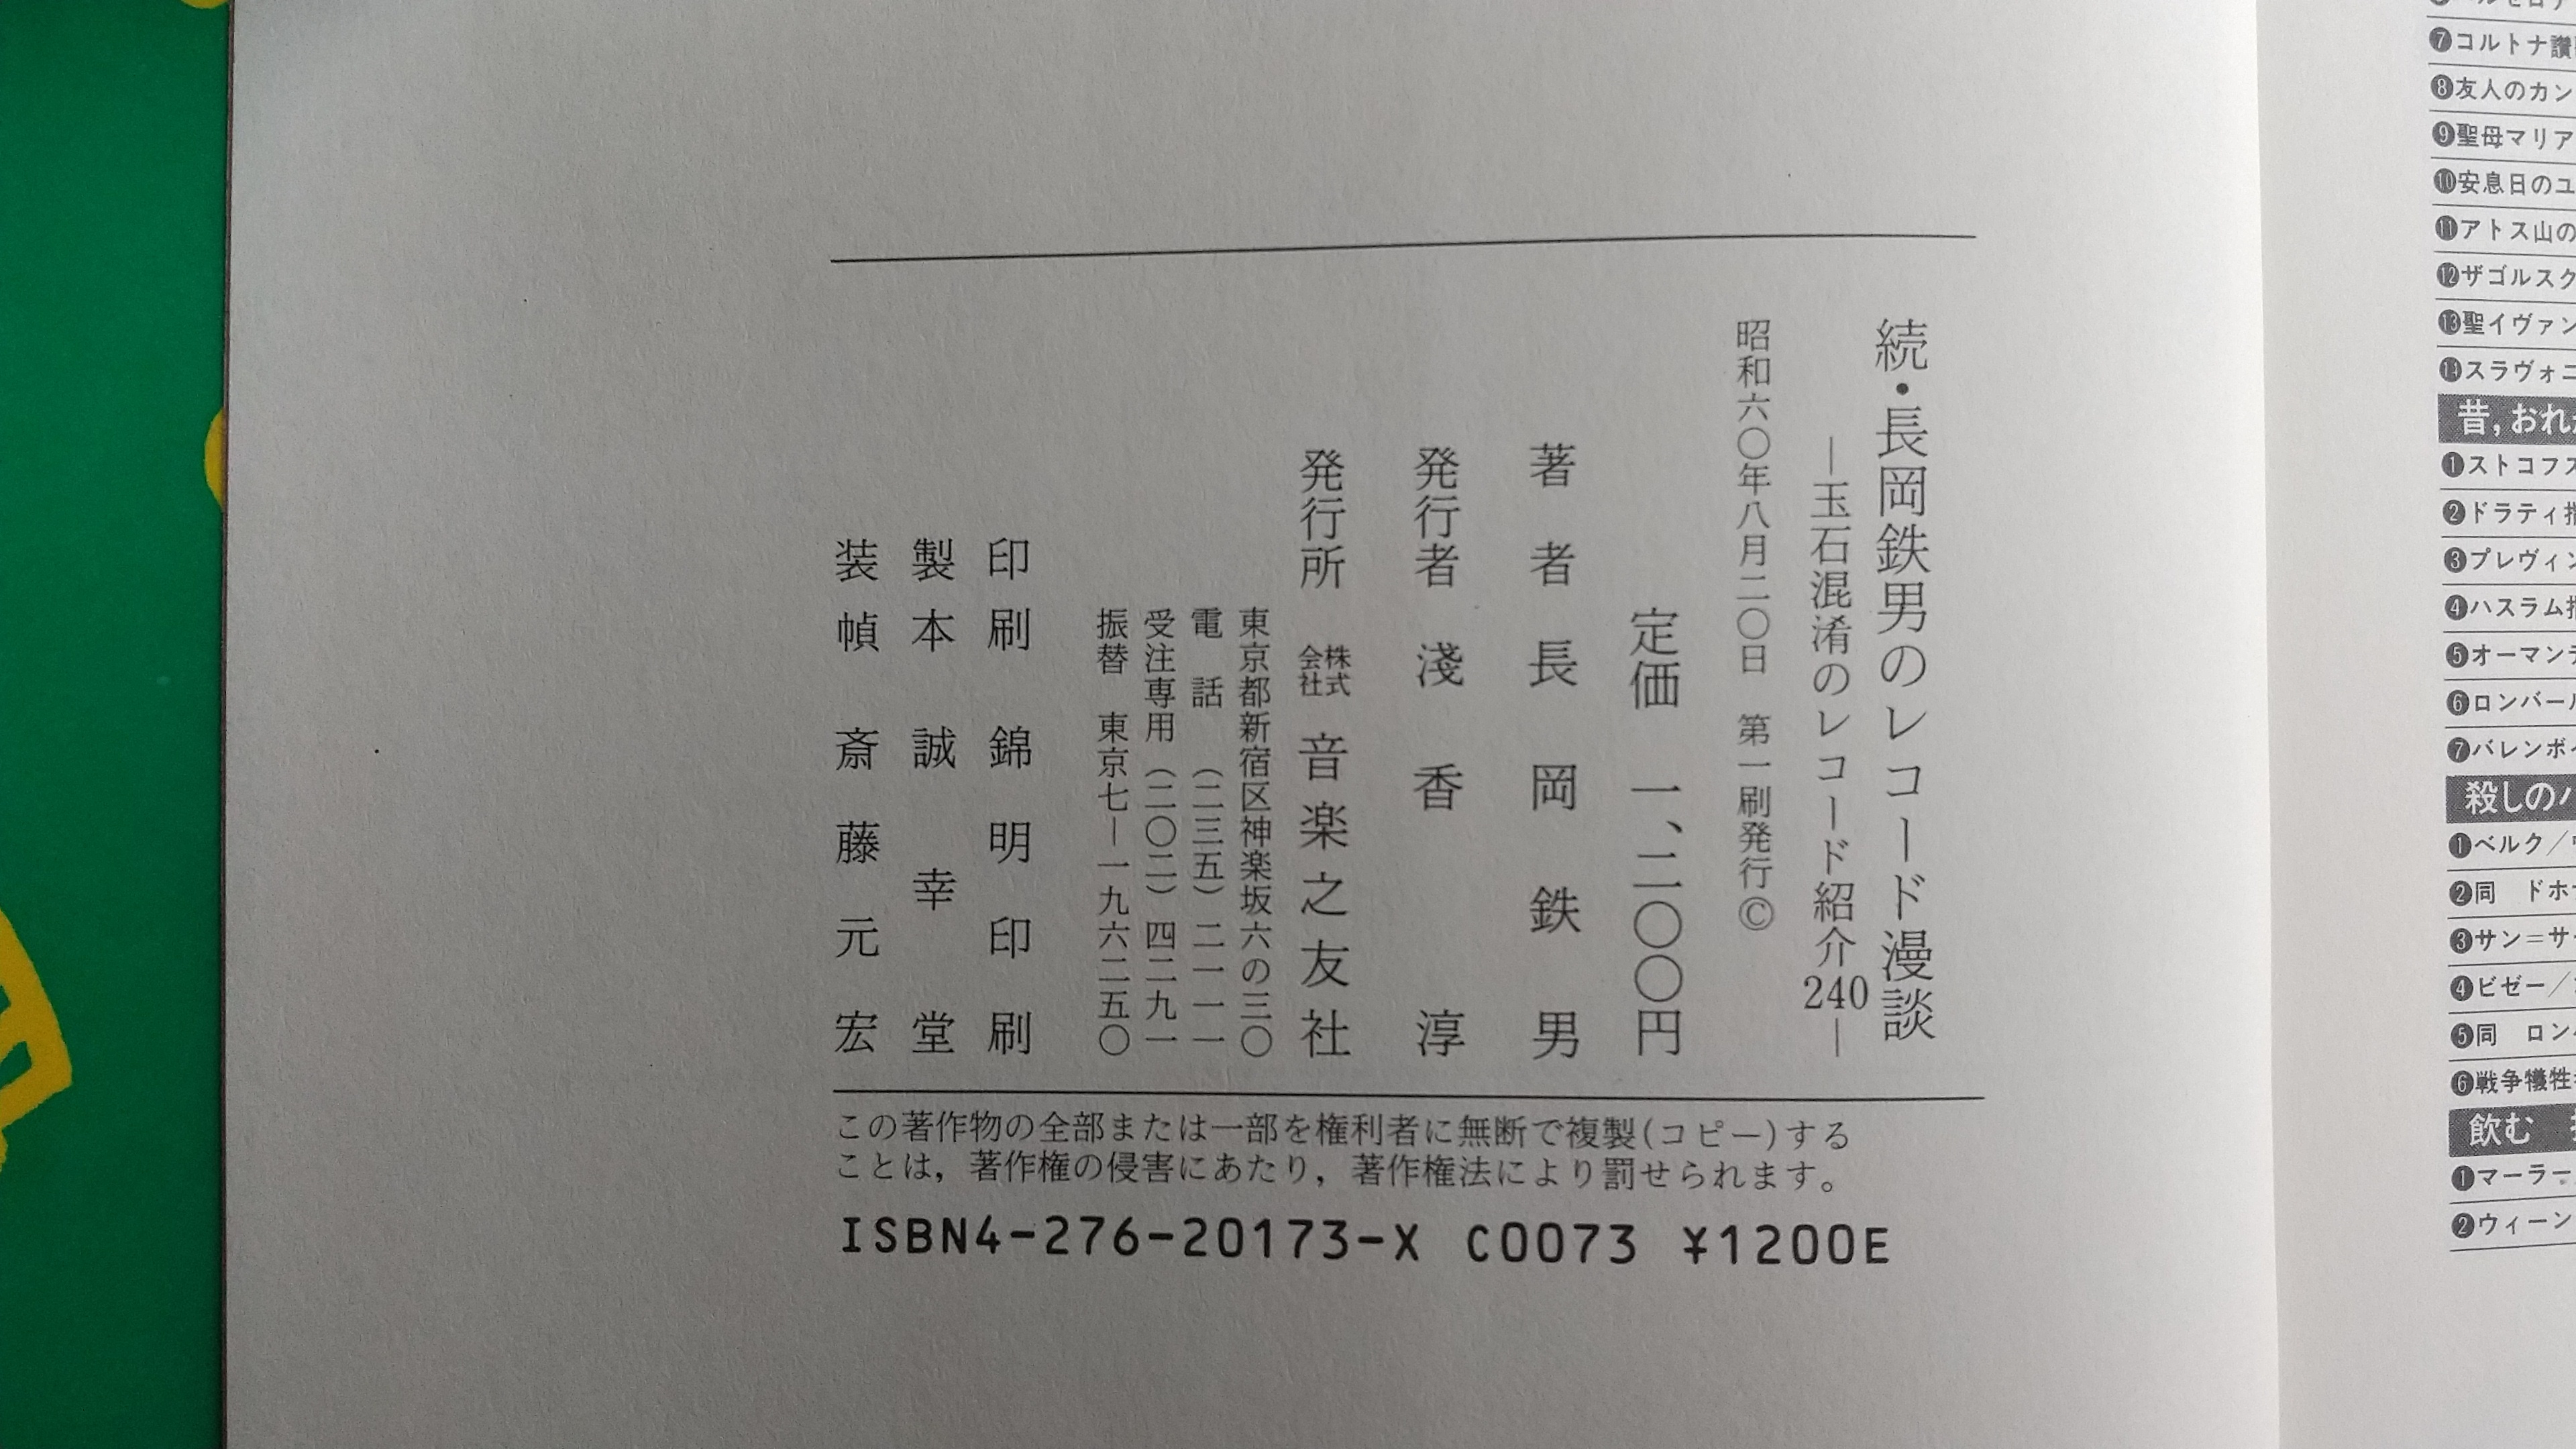 続・長岡鉄男のレコード漫談
―玉石混淆のレコード紹介240―
昭和六〇年八月二〇日　第一刷発行©
定価　一、二〇〇円
著者　長岡鉄男
発行者　淺香淳
発行所　株式会社　音楽之友社
東京都新宿区神楽坂六の三〇
電話　（二三五）二一一一
受注専用（二〇二）四二九一
振替　東京七―一九六二五〇
印刷　錦明印刷
製本　誠幸堂
装幀　斎藤元宏
この著作物の全部または一部を権利者に無断で複製(コピー)する
ことは，著作権の侵害にあたり，著作権法により罰せられます。
ISBN4-276-20173-X C0073 ¥1200E
❼コルトナ讃
❽友人のカン
❾聖母マリア
❿安息日のユ
⓫アトス山の
⓬ザゴルスク
⓭聖イヴァン
⓮スラヴォニ
昔,おれ
❶ストコフス
❷ドラティ指
❸プレヴィン
❹ハスラム指
❺オーマンデ
❻ロンバール
❼バレンボイ
殺しのバ
❶ベルク／ヴ
❷同　ドホナ
❸サン＝サー
❹ビゼー／
❺同　ロンバ
❻戦争犠牲
飲む
❶マーラー
❷ウィーン